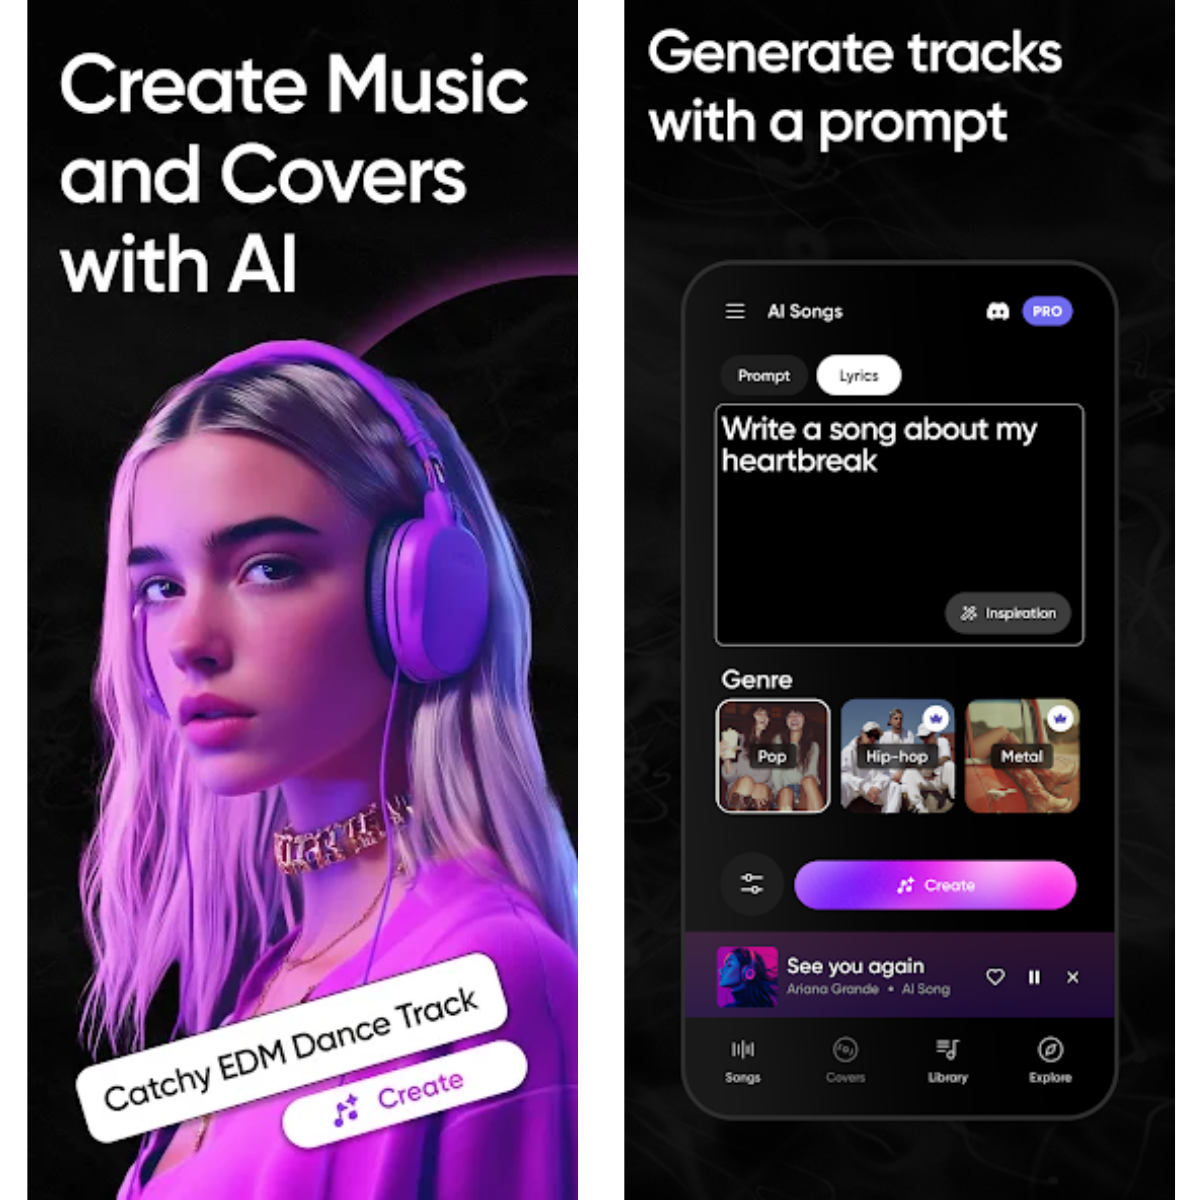 Create Music
and Covers
with AI
Catchy EDM Dance Track
Create
Generate tracks
with a prompt
AI Songs
PRO
Prompt
Lyrics
Write a song about my
heartbreak
Inspiration
Genre
Pop
Hip-hop
Metal
Create
See you again
Ariana Grande • AI Song
Songs
Covers
Library
Explore